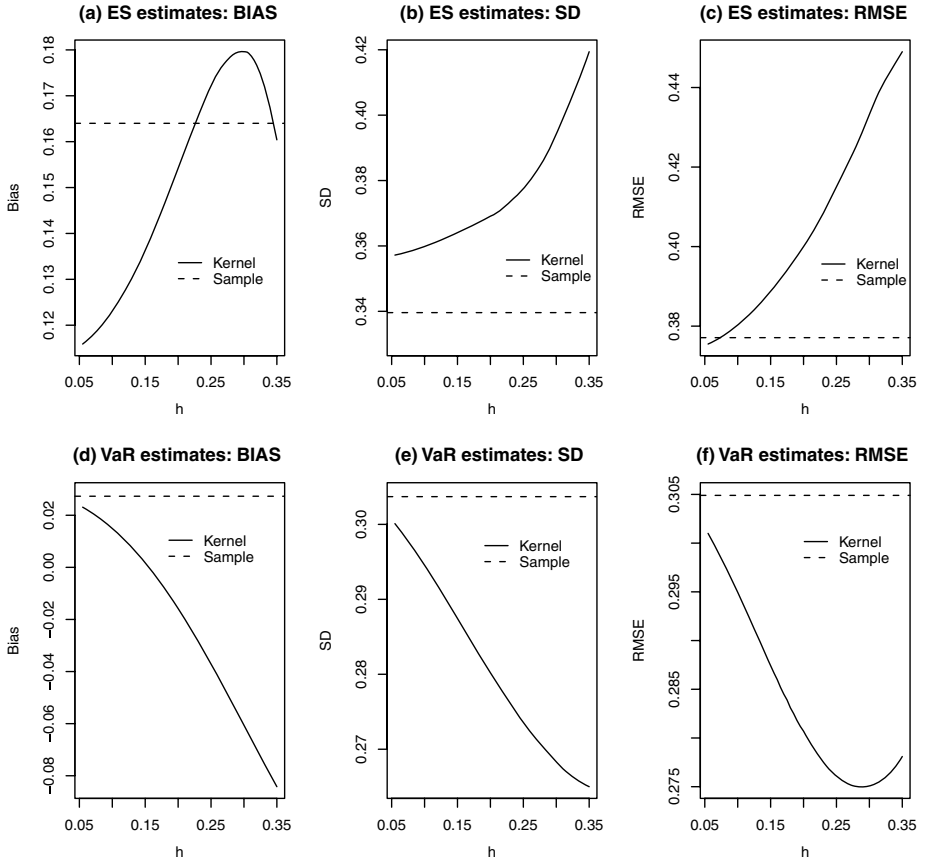 (a) ES estimates: BIAS
0.18
0.17
0.16
0.15
0.14
0.13
0.12
Bias
Kernel
Sample
0.05 0.15 0.25 0.35
h
(b) ES estimates: SD
0.42
0.40
0.38
0.36
0.34
SD
Kernel
Sample
0.05 0.15 0.25 0.35
h
(c) ES estimates: RMSE
0.44
0.42
0.40
0.38
RMSE
Kernel
Sample
0.05 0.15 0.25 0.35
h
(d) VaR estimates: BIAS
0.02
0.00
−0.02
−0.04
−0.06
−0.08
Bias
Kernel
Sample
0.05 0.15 0.25 0.35
h
(e) VaR estimates: SD
0.30
0.29
0.28
0.27
SD
Kernel
Sample
0.05 0.15 0.25 0.35
h
(f) VaR estimates: RMSE
0.305
0.295
0.285
0.275
RMSE
Kernel
Sample
0.05 0.15 0.25 0.35
h